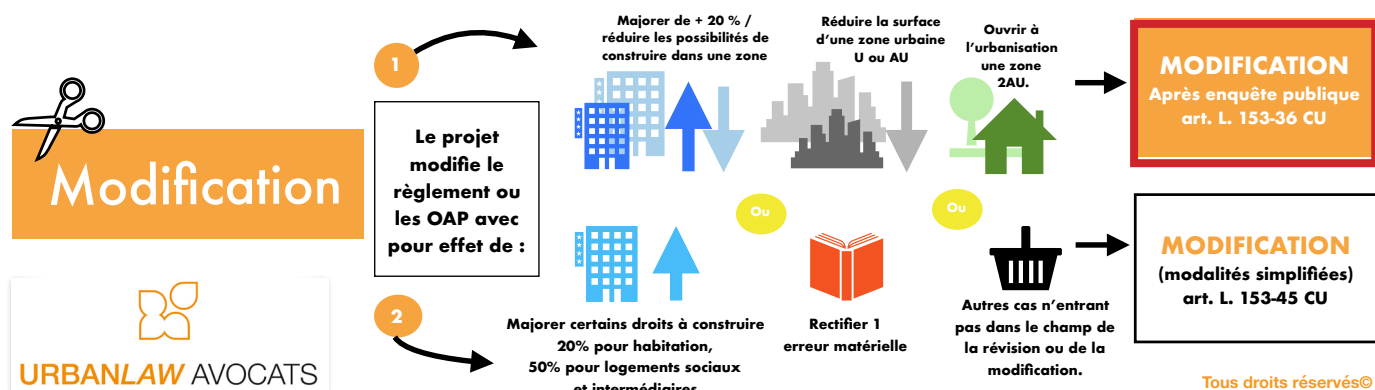 Modification
URBANLAW AVOCATS
1
Le projet
modifie le
règlement ou
les OAP avec
pour effet de :
2
Majorer de + 20 % /
réduire les possibilités de
construire dans une zone
Réduire la surface
d'une zone urbaine
U ou AU
Ouvrir à
l'urbanisation
une zone
2AU.
MODIFICATION
Après enquête publique
art. L. 153-36 CU
Ou
Ou
Majorer certains droits à construire
20% pour habitation,
50% pour logements sociaux
et intermédiaires
Rectifier 1
erreur matérielle
Autres cas n'entrant
pas dans le champ de
la révision ou de la
modification.
MODIFICATION
(modalités simplifiées)
art. L. 153-45 CU
Tous droits réservés©